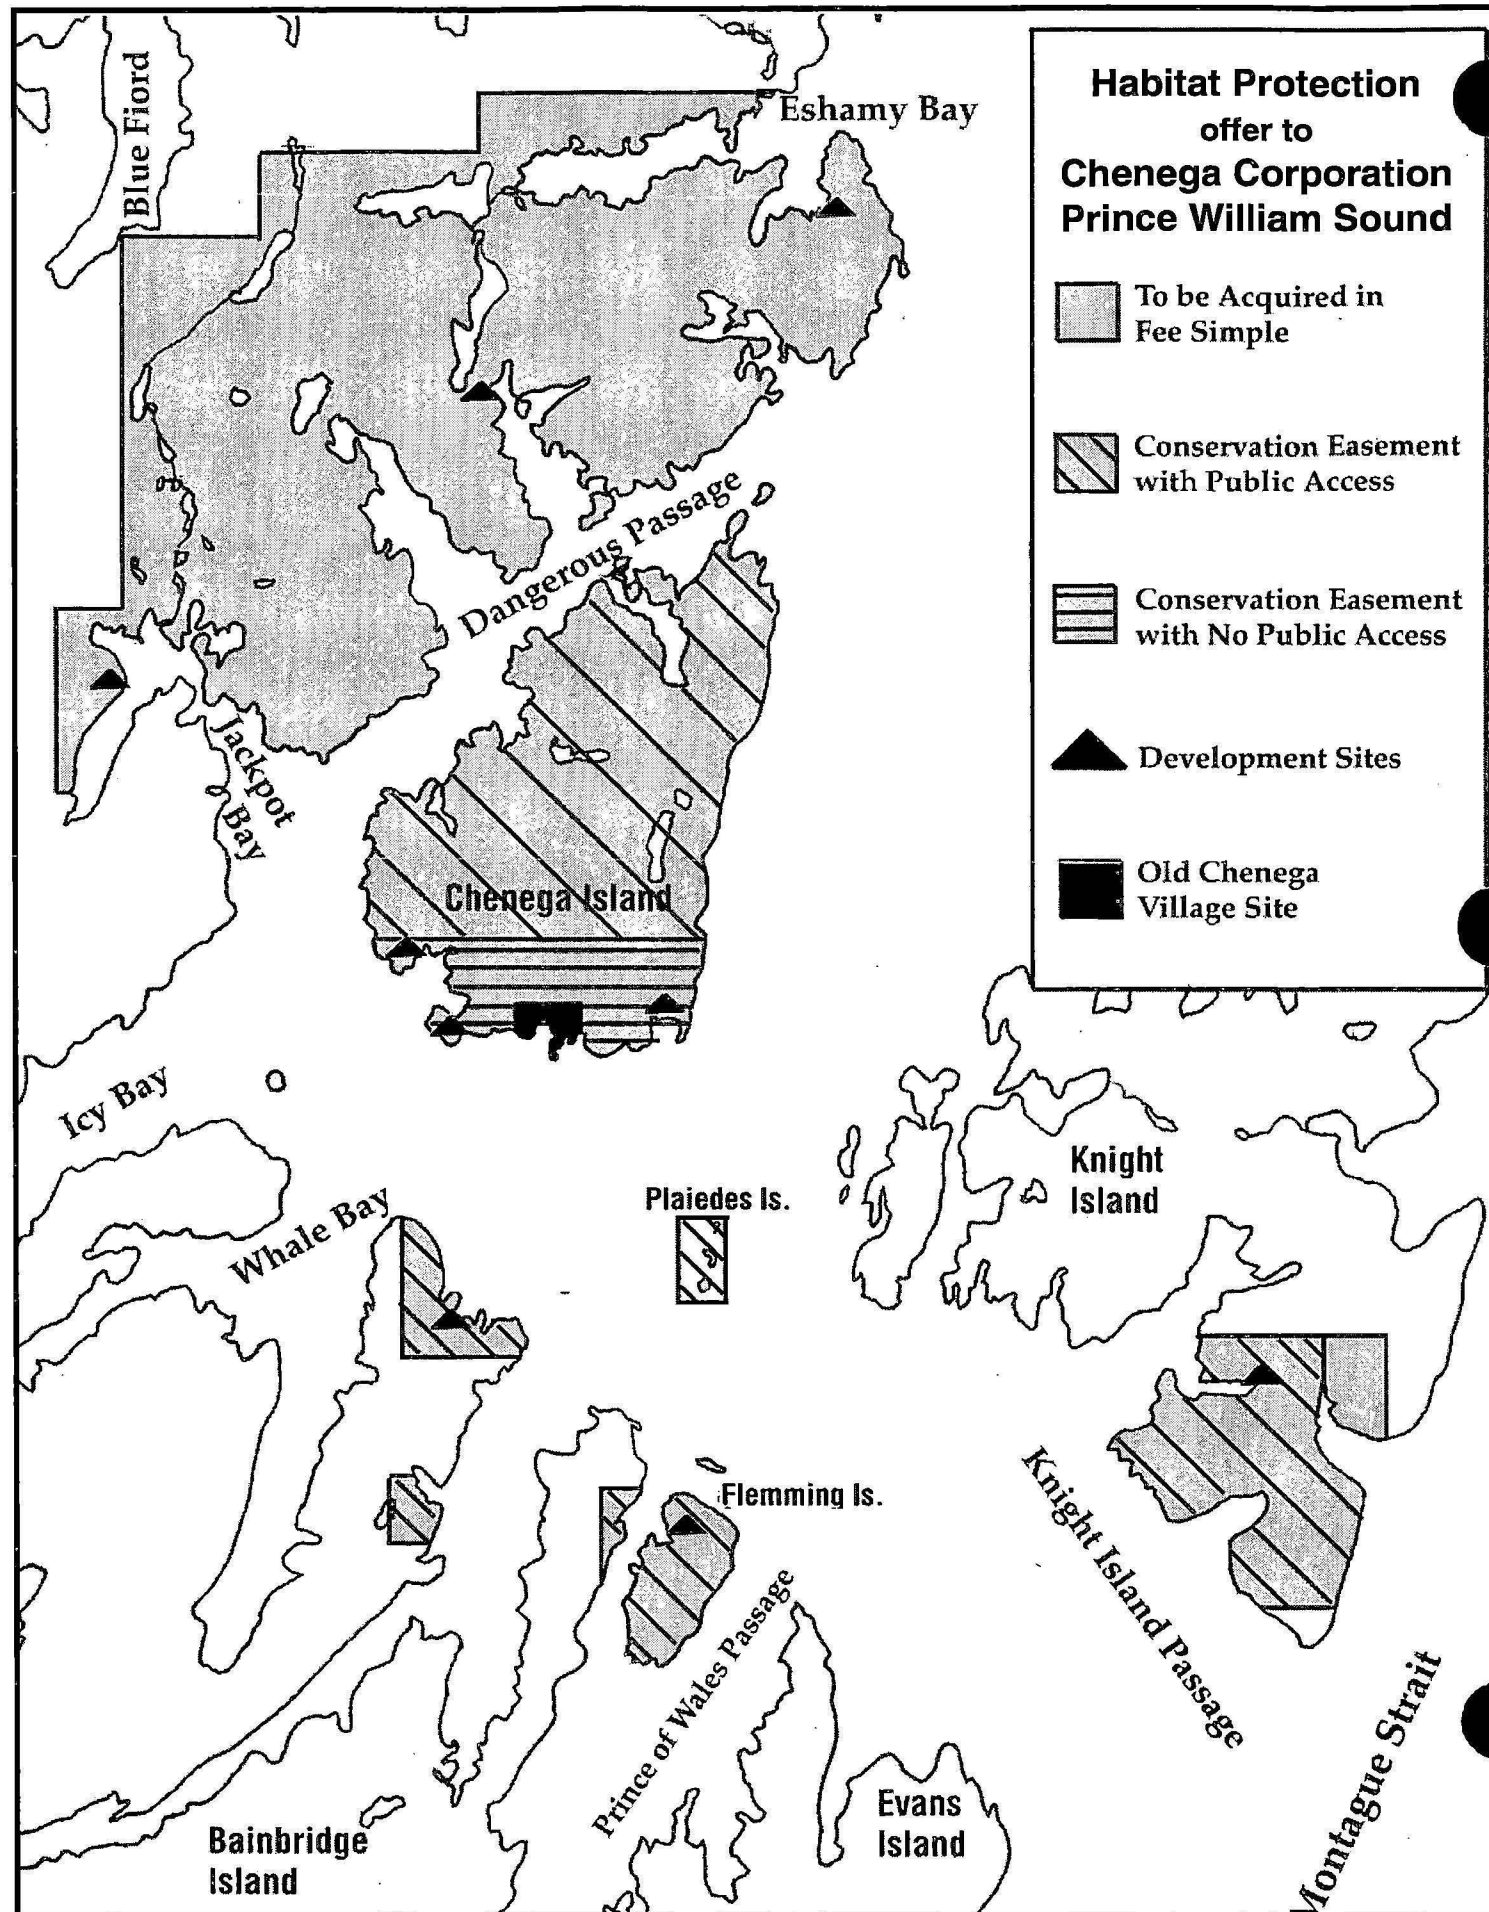 Habitat Protection
offer to
Chenega Corporation
Prince William Sound
To be Acquired in
Fee Simple
Conservation Easement
with Public Access
Conservation Easement
with No Public Access
Development Sites
Old Chenega
Village Site
Blue Fiord
Eshamy Bay
Dangerous Passage
Jackpot
Bay
Chenega Island
Icy Bay
Whale Bay
Plaiedes Is.
Knight
Island
Flemming Is.
Knight Island Passage
Prince of Wales Passage
Montague Strait
Evans
Island
Bainbridge
Island